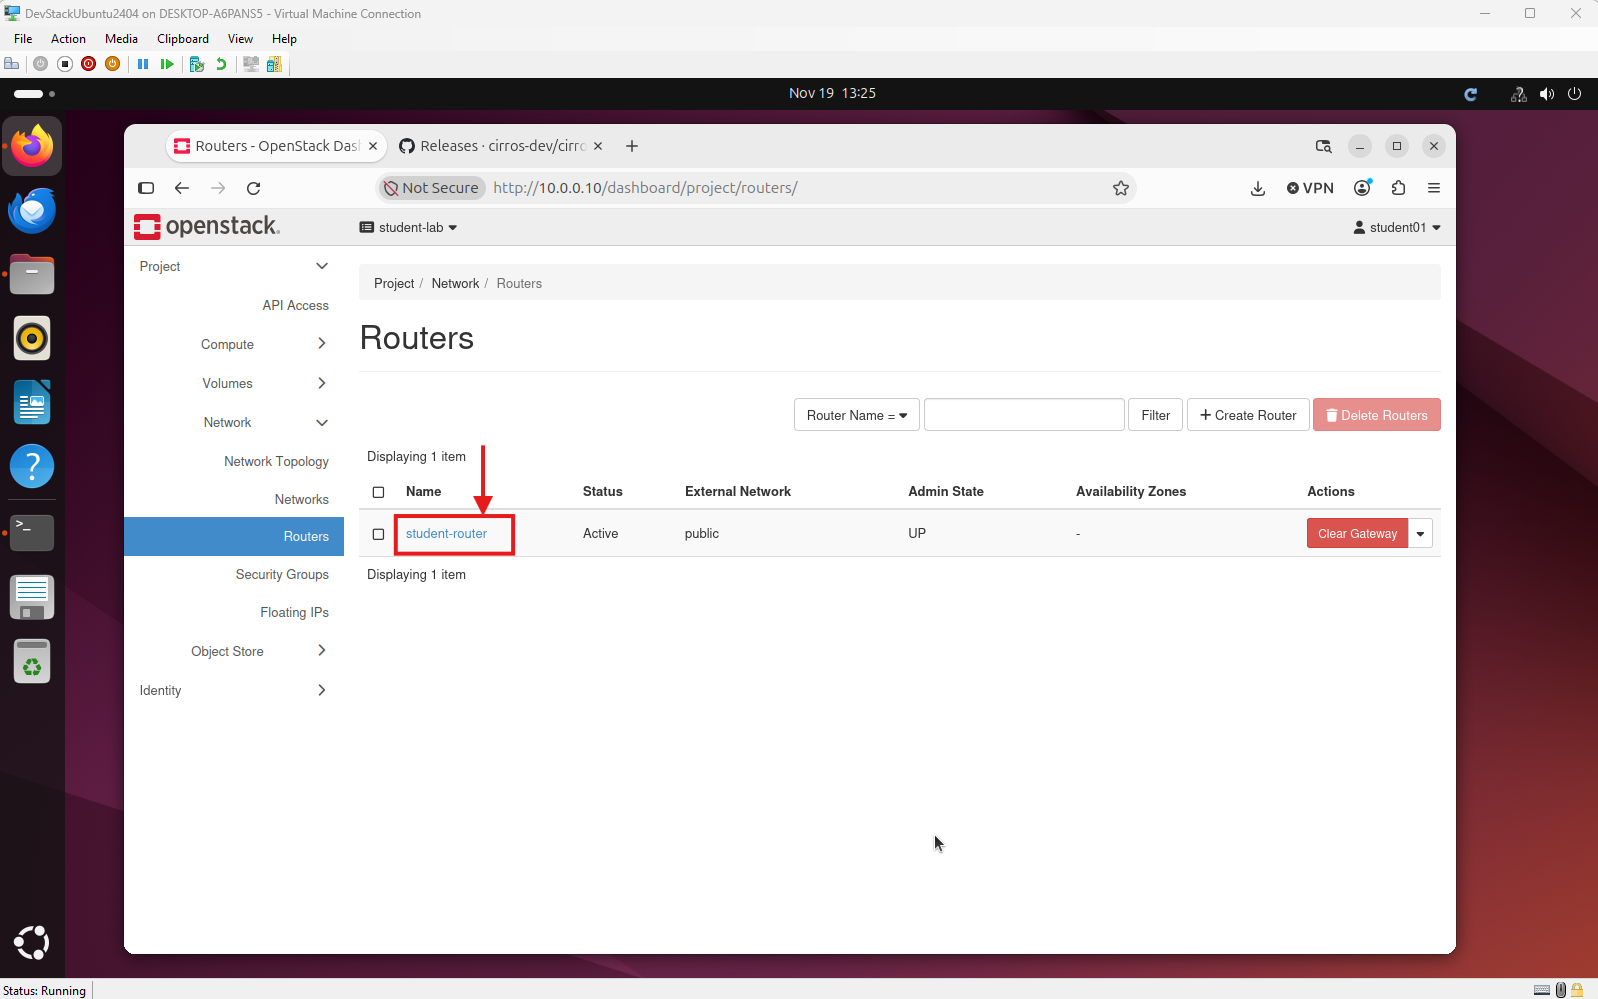 DevStackUbuntu2404 on DESKTOP-A6PANS5 - Virtual Machine Connection
File Action Media Clipboard View Help
Nov 19 13:25
Routers - OpenStack Das
Releases · cirros-dev/cirro
Not Secure http://10.0.0.10/dashboard/project/routers/
VPN
openstack.
student-lab
student01
Project
API Access
Compute
Volumes
Network
Network Topology
Networks
Routers
Security Groups
Floating IPs
Object Store
Identity
Project / Network / Routers
Routers
Router Name = Filter + Create Router Delete Routers
Displaying 1 item
Name Status External Network Admin State Availability Zones Actions
student-router Active public UP - Clear Gateway
Displaying 1 item
Status: Running